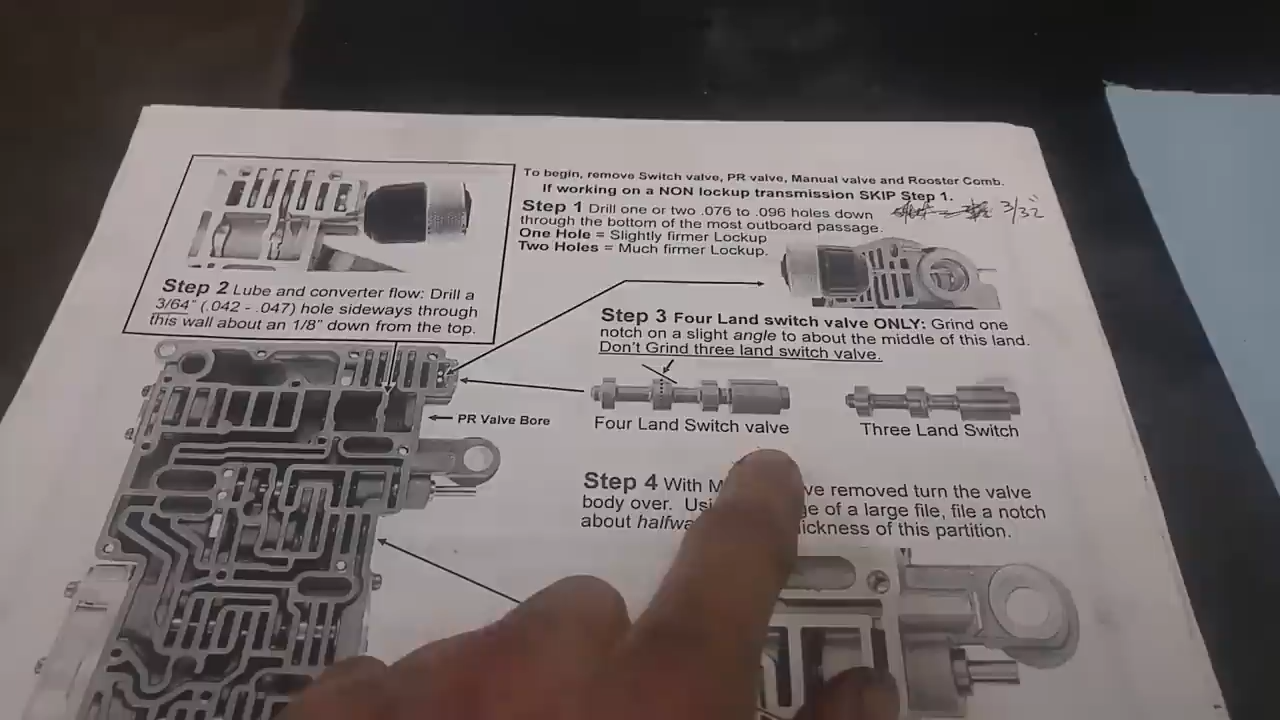 To begin, remove Switch valve, PR valve, Manual valve and Rooster Comb.
If working on a NON lockup transmission SKIP Step 1.
Step 1 Drill one or two .076 to .096 holes down
3/32"
through the bottom of the most outboard passage.
One Hole = Slightly firmer Lockup
Two Holes = Much firmer Lockup.
Step 2 Lube and converter flow: Drill a
3/64" (.042 - .047) hole sideways through
this wall about an 1/8" down from the top.
Step 3 Four Land switch valve ONLY: Grind one
notch on a slight angle to about the middle of this land.
Don't Grind three land switch valve.
PR Valve Bore
Four Land Switch valve
Three Land Switch
Step 4 With removed turn the valve
body over. of a large file, file a notch
about of this partition.